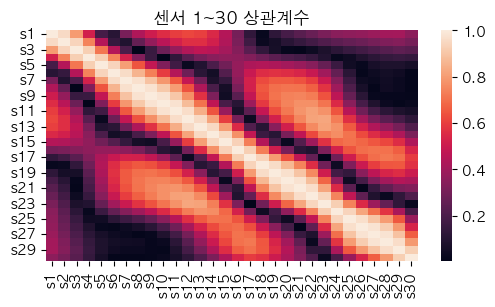 센서 1~30 상관계수
s1
s3
s5
s7
s9
s11
s13
s15
s17
s19
s21
s23
s25
s27
s29
s1
s2
s3
s4
s5
s6
s7
s8
s9
s10
s11
s12
s13
s14
s15
s16
s17
s18
s19
s20
s21
s22
s23
s24
s25
s26
s27
s28
s29
s30
1.0
0.8
0.6
0.4
0.2